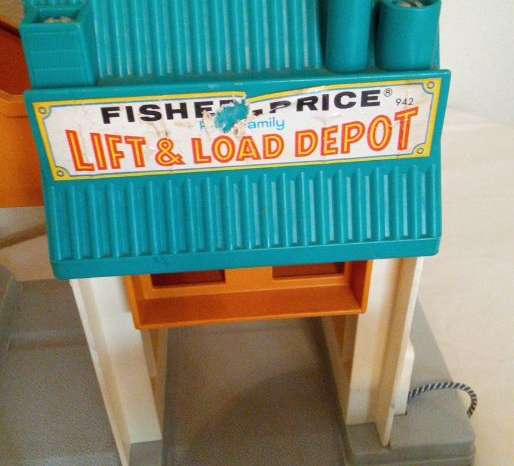 FISHER-PRICE® 942
Family
LIFT & LOAD DEPOT